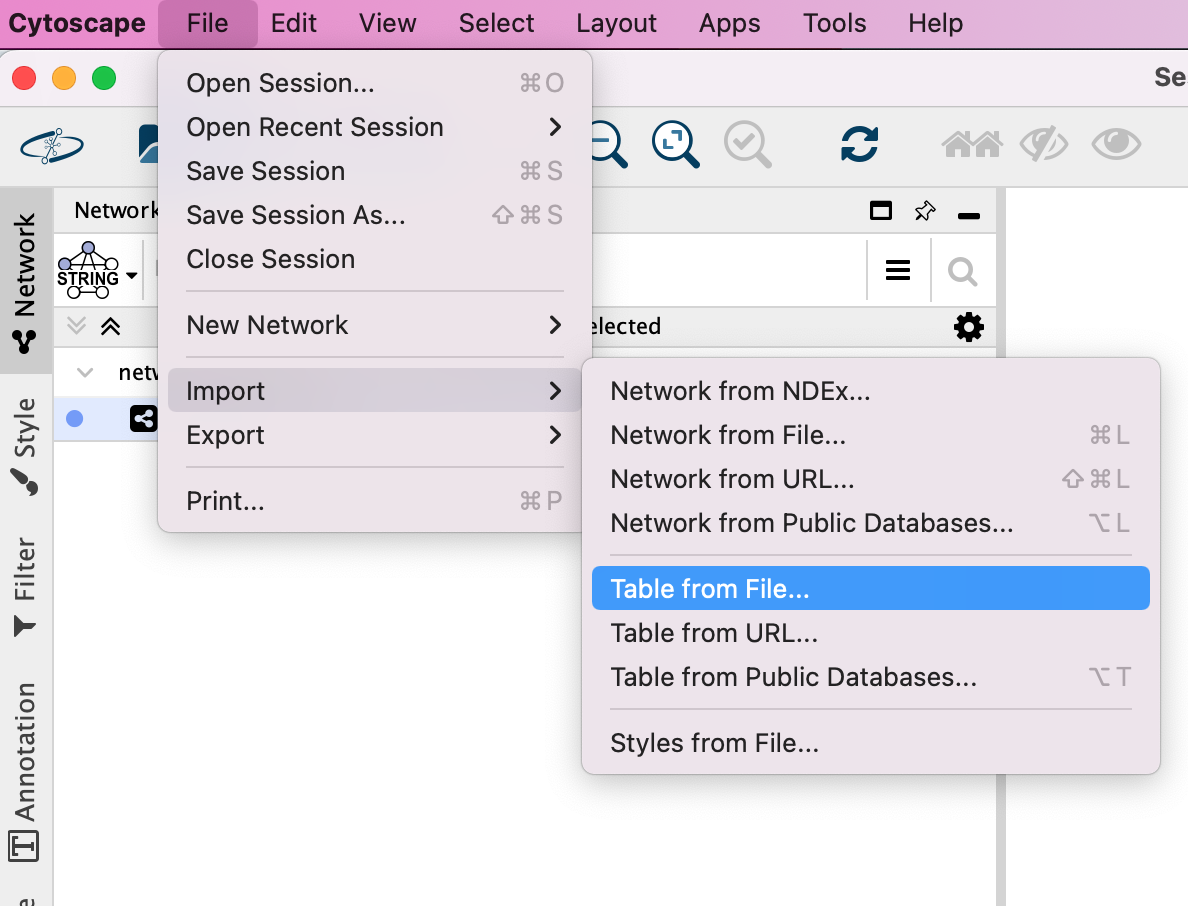 Cytoscape File Edit View Select Layout Apps Tools Help
Se
Open Session... ⌘O
Open Recent Session
Save Session ⌘S
Save Session As... ⇧⌘S
Close Session
New Network
Import
Export
Print... ⌘P
Network from NDEx...
Network from File... ⌘L
Network from URL... ⇧⌘L
Network from Public Databases... ⌥L
Table from File...
Table from URL...
Table from Public Databases... ⌥T
Styles from File...
Network
STRING
elected
netw
Network
Style
Filter
Annotation